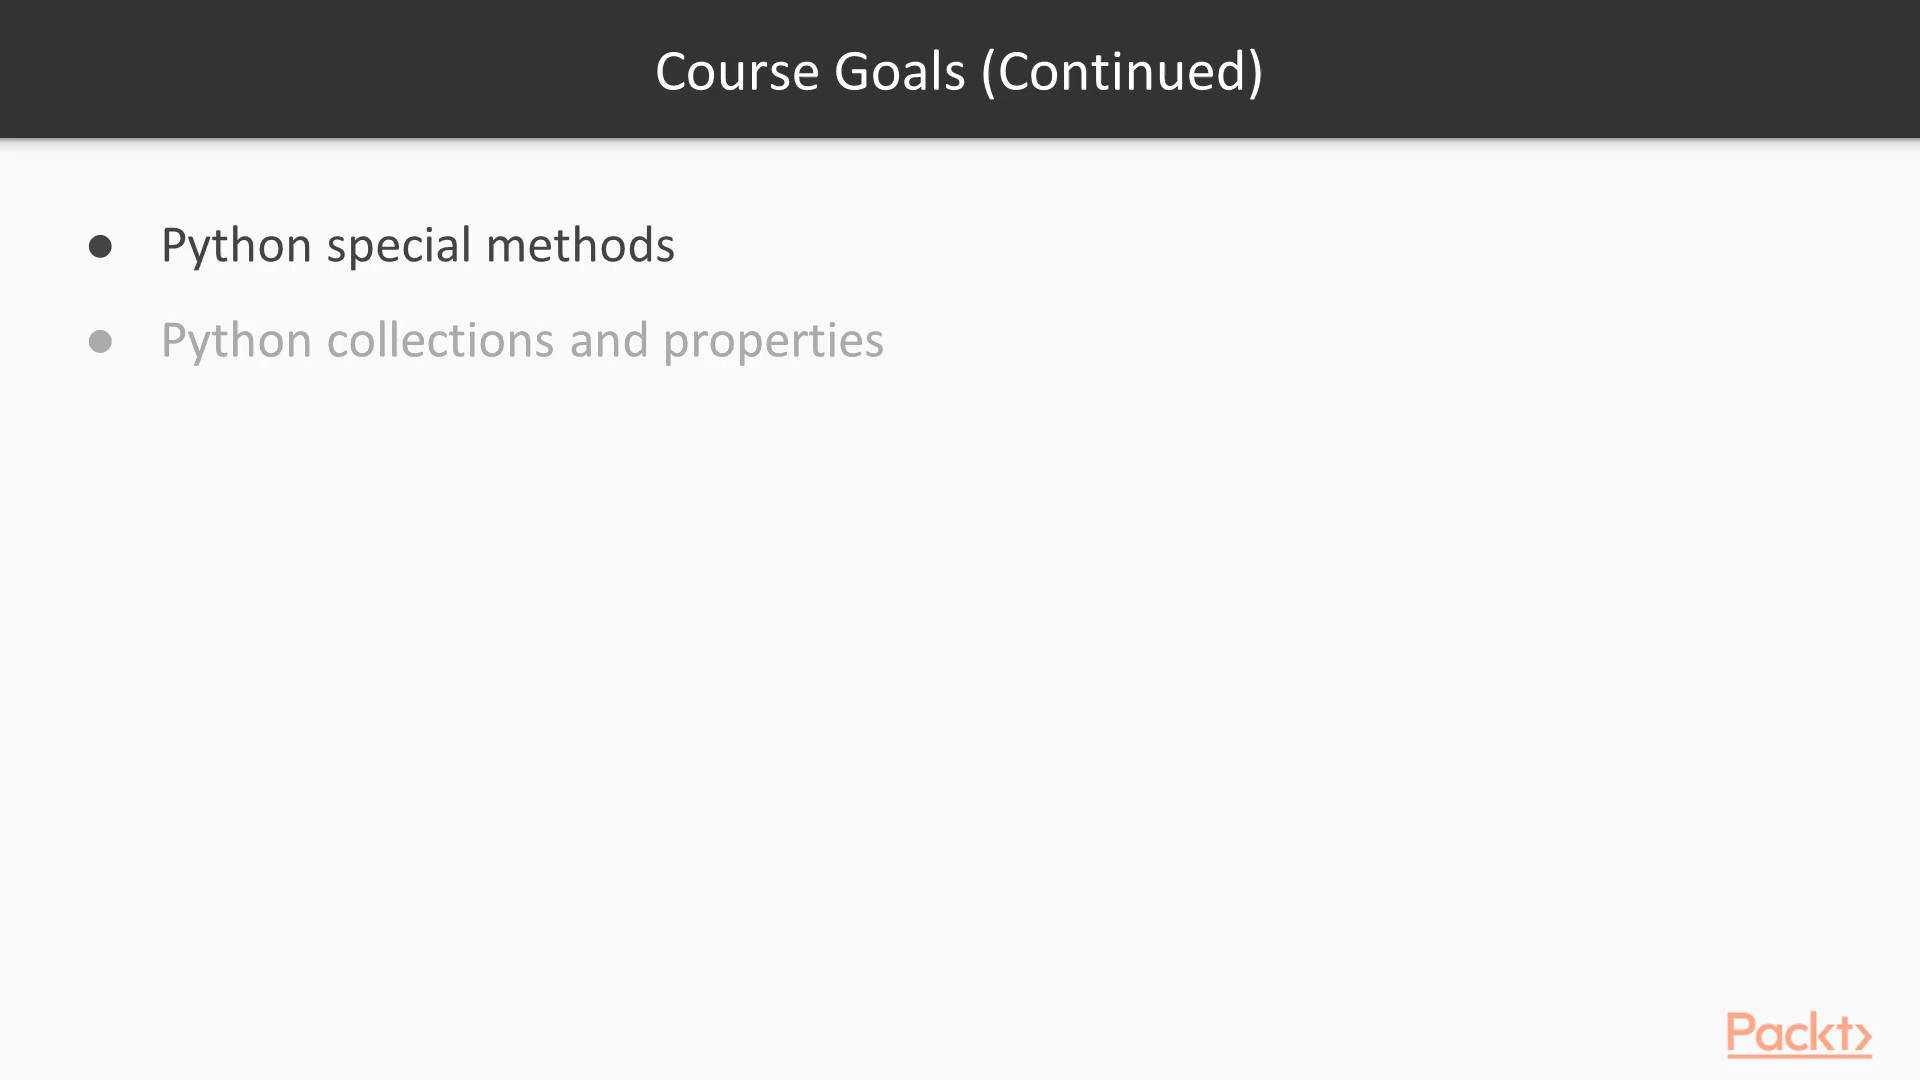 Course Goals (Continued)
● Python special methods
● Python collections and properties
Packt>